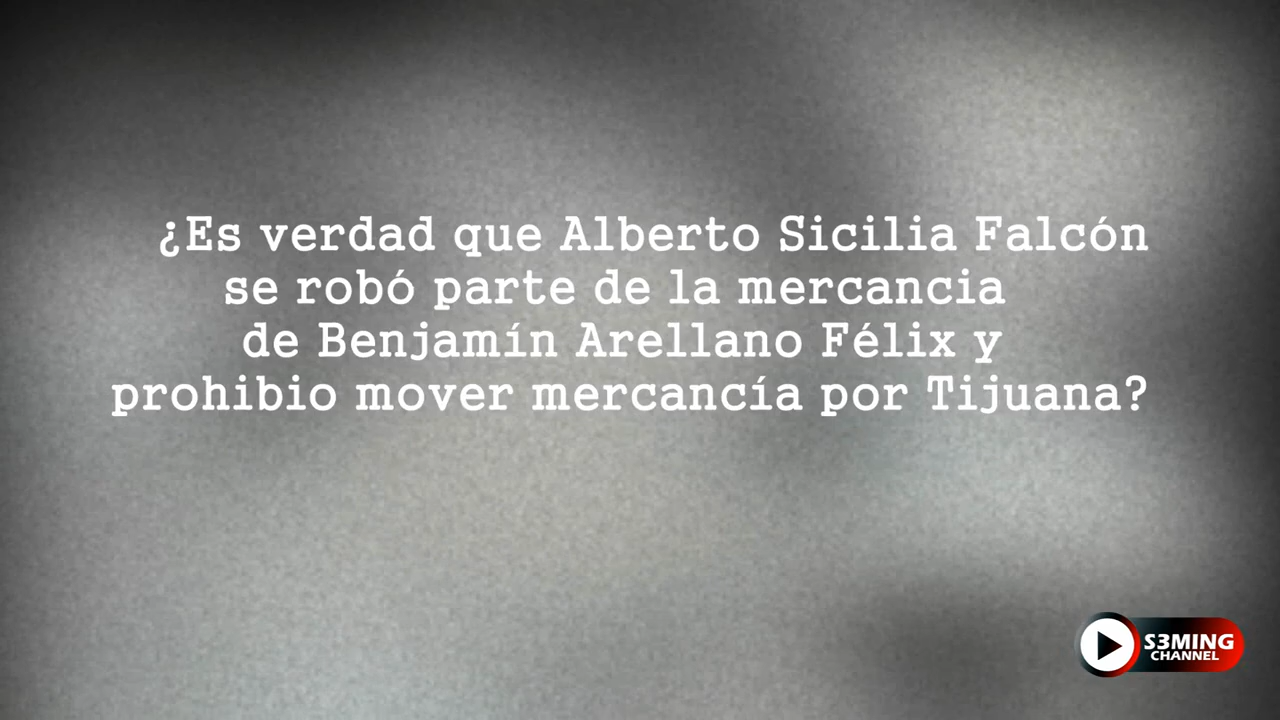 ¿Es verdad que Alberto Sicilia Falcón
se robó parte de la mercancia
de Benjamín Arellano Félix y
prohibio mover mercancía por Tijuana?
S3MING
CHANNEL